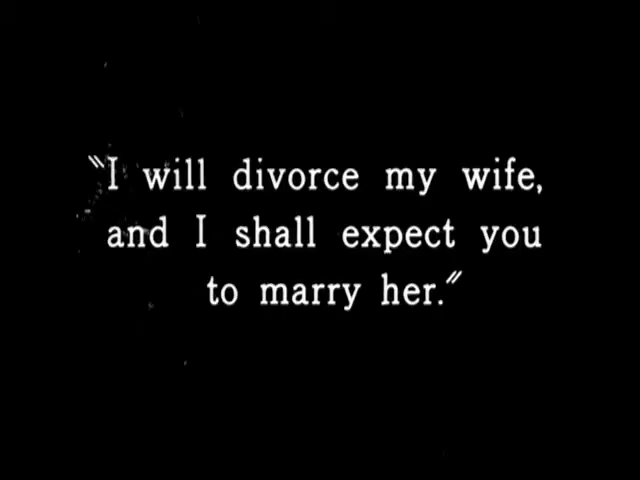 "I will divorce my wife,
and I shall expect you
to marry her."